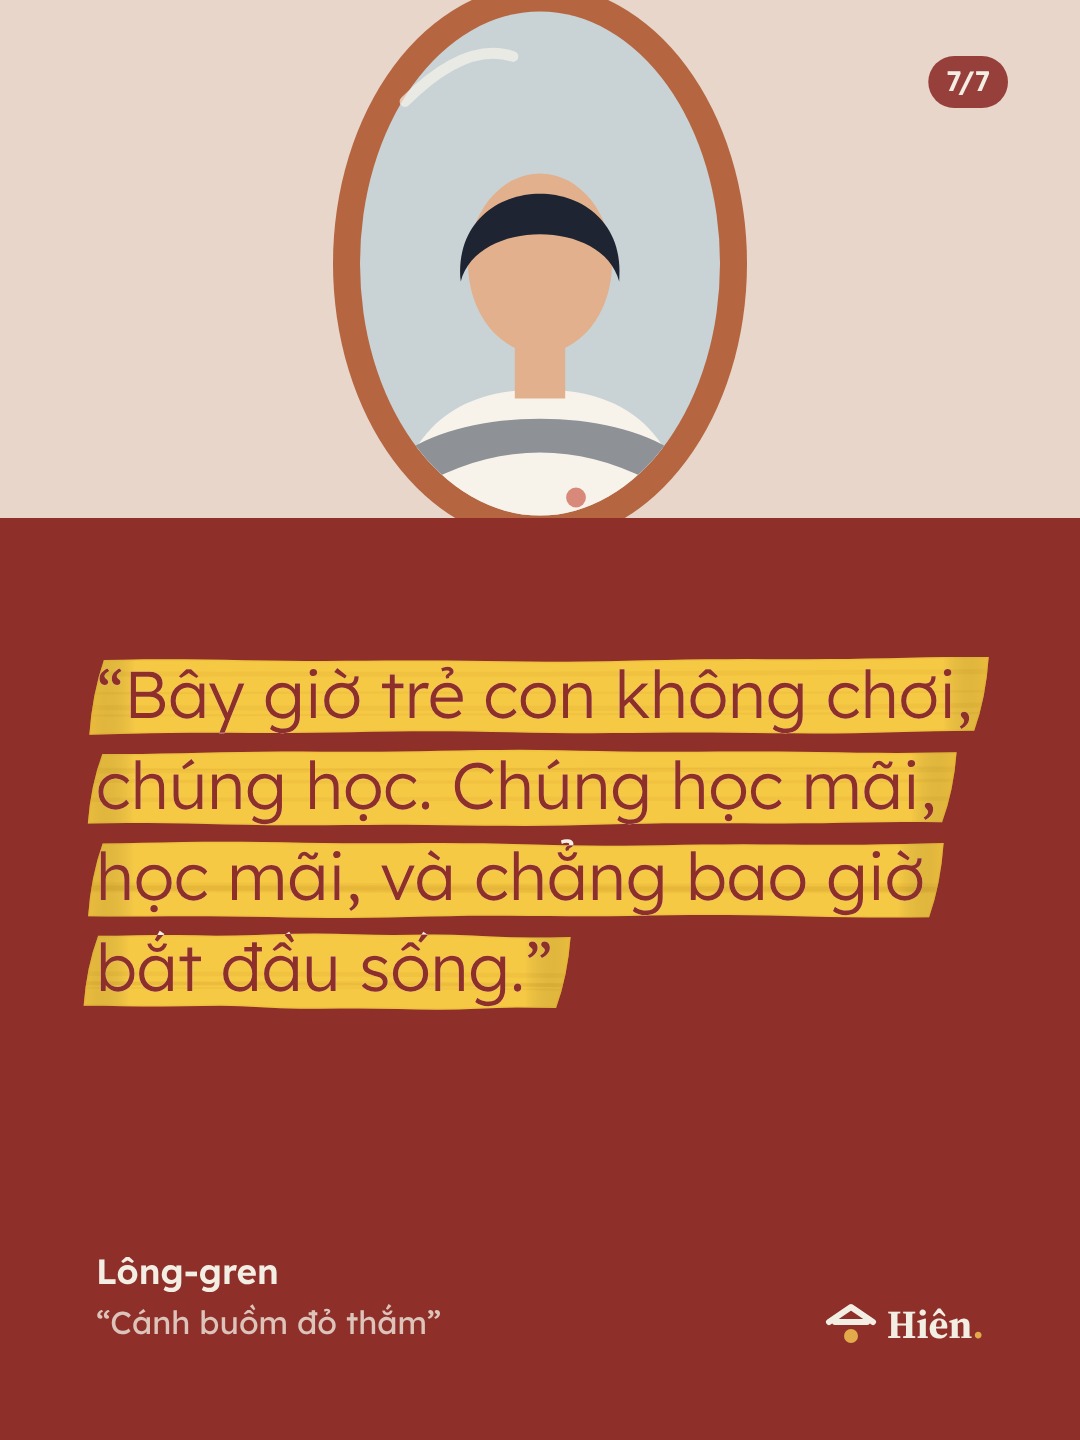 7/7
“Bây giờ trẻ con không chơi,
chúng học. Chúng học mãi,
học mãi, và chẳng bao giờ
bắt đầu sống.”
Lông-gren
“Cánh buồm đỏ thắm”
Hiên.